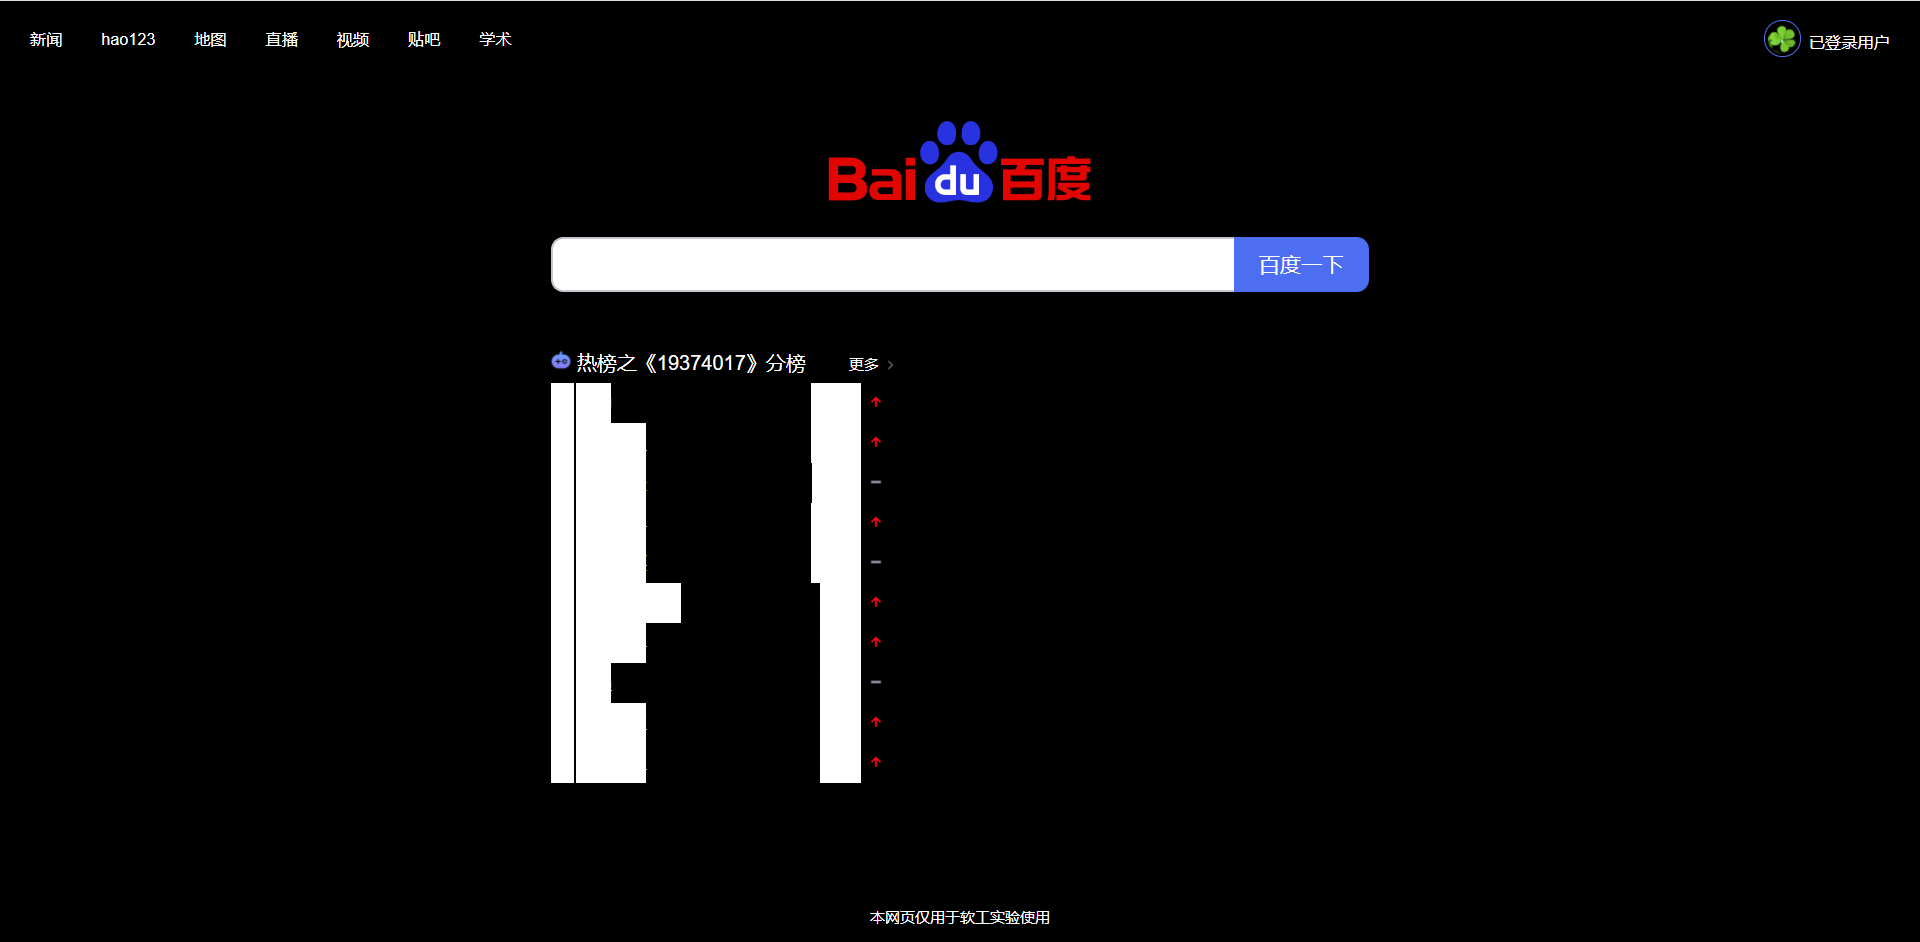 新闻 hao123 地图 直播 视频 贴吧 学术 已登录用户
Bai du 百度
百度一下
热榜之《19374017》分榜 更多
本网页仅用于软工实验使用